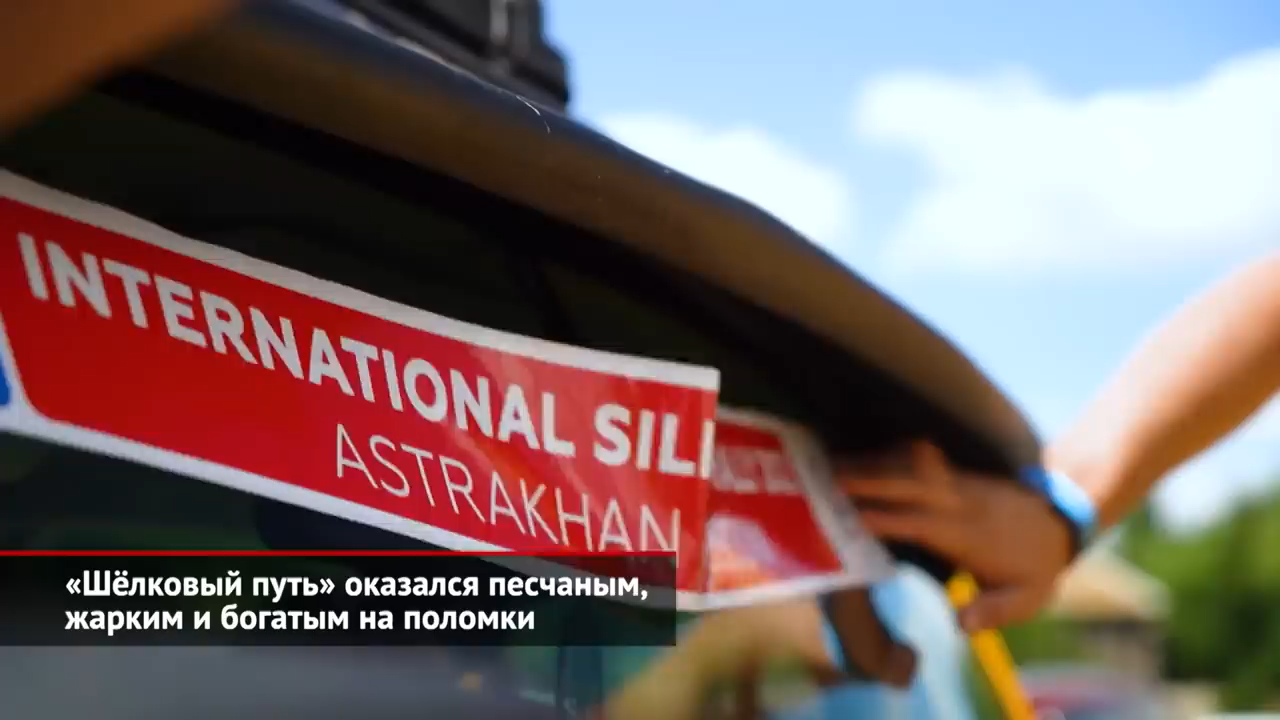 INTERNATIONAL SIL
ASTRAKHAN
«Шёлковый путь» оказался песчаным,
жарким и богатым на поломки